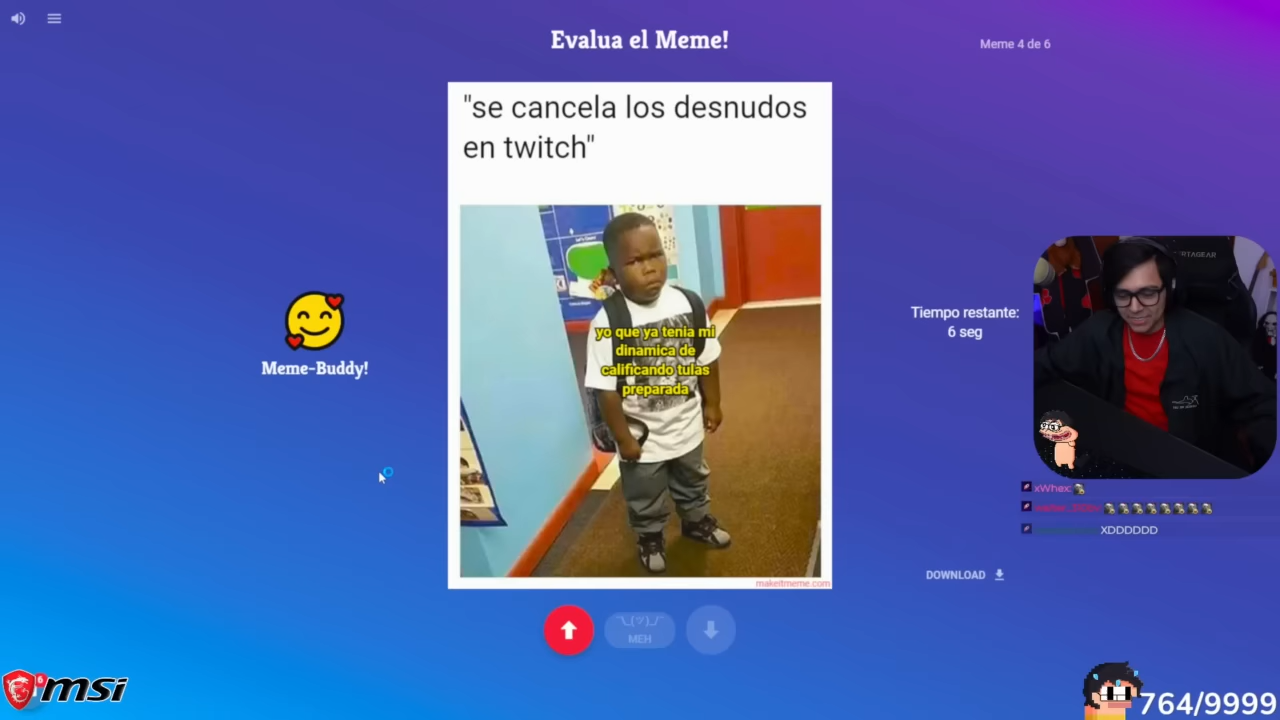 Evalua el Meme!
Meme 4 de 6
"se cancela los desnudos
en twitch"
yo que ya tenia mi
dinamica de
calificando tulas
preparada
makeitmeme.com
Meme-Buddy!
Tiempo restante:
6 seg
xWhex:
XDDDDDD
DOWNLOAD
¯\_(ツ)_/¯
MEH
msi
764/9999